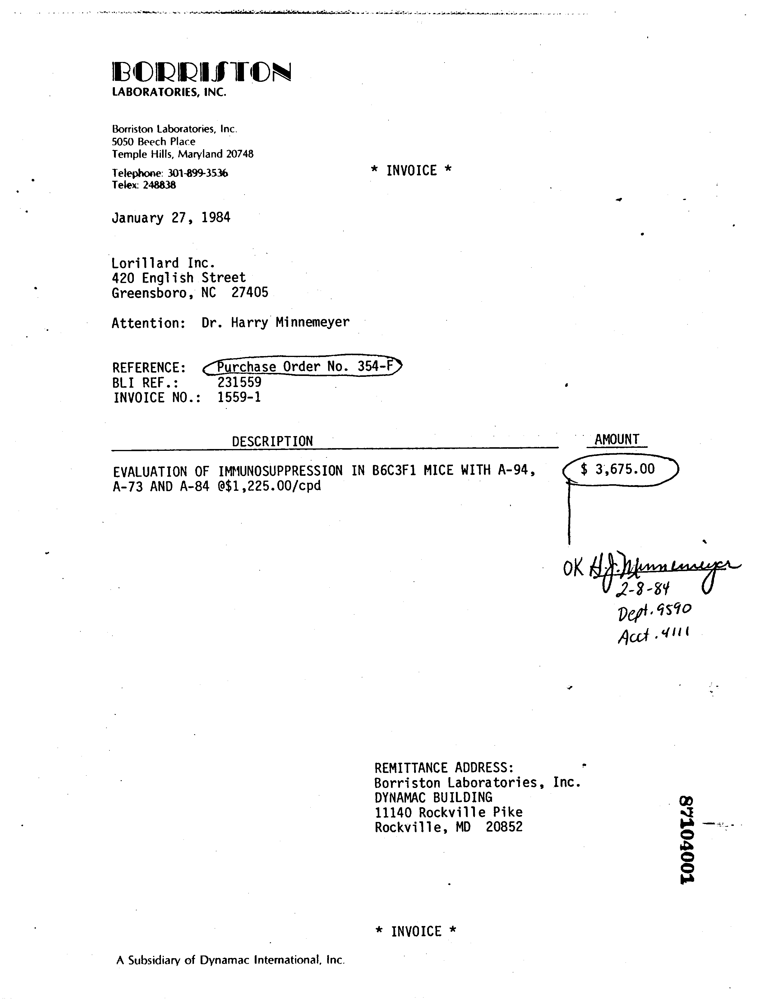 BORRISTON
LABORATORIES, INC.
Borriston Laboratories, Inc.
5050 Beech Place
Temple Hills, Maryland 20748
Telephone: 301-899-3536
Telex: 248838
* INVOICE *
January 27, 1984
Lorillard Inc.
420 English Street
Greensboro, NC 27405
Attention: Dr. Harry Minnemeyer
REFERENCE: Purchase Order No. 354-F
BLI REF.: 231559
INVOICE NO.: 1559-1
DESCRIPTION AMOUNT
EVALUATION OF IMMUNOSUPPRESSION IN B6C3F1 MICE WITH A-94, $ 3,675.00
A-73 AND A-84 @$1,225.00/cpd
OK H.J. Minnemeyer
2-8-84
Dept. 9590
Acct. 4111
REMITTANCE ADDRESS:
Borriston Laboratories, Inc.
DYNAMAC BUILDING
11140 Rockville Pike
Rockville, MD 20852
87104001
* INVOICE *
A Subsidiary of Dynamac International, Inc.